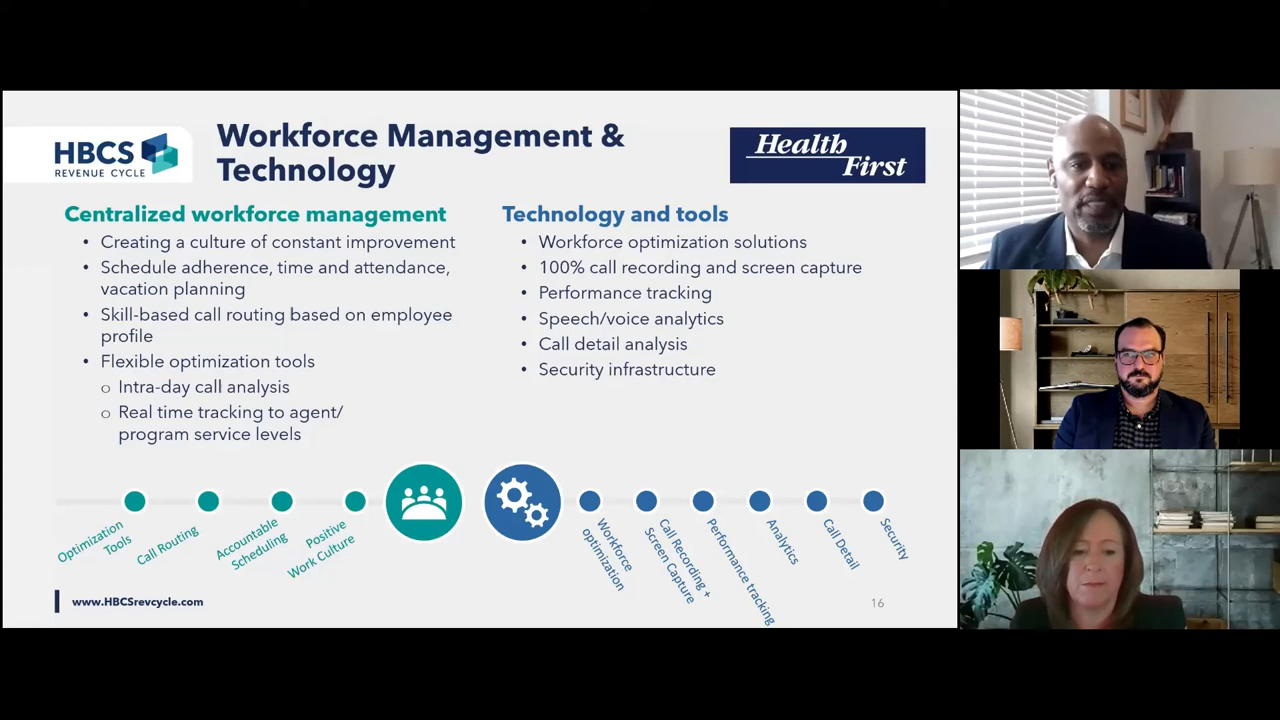 HBCS
REVENUE CYCLE
Workforce Management &
Technology
Health
First
Centralized workforce management
• Creating a culture of constant improvement
• Schedule adherence, time and attendance,
vacation planning
• Skill-based call routing based on employee
profile
• Flexible optimization tools
o Intra-day call analysis
o Real time tracking to agent/
program service levels
Technology and tools
• Workforce optimization solutions
• 100% call recording and screen capture
• Performance tracking
• Speech/voice analytics
• Call detail analysis
• Security infrastructure
Optimization
Tools
Call Routing
Accountable
Scheduling
Positive
Work Culture
Workforce
optimization
Call Recording +
Screen Capture
Performance tracking
Analytics
Call Detail
Security
www.HBCSrevcycle.com
16